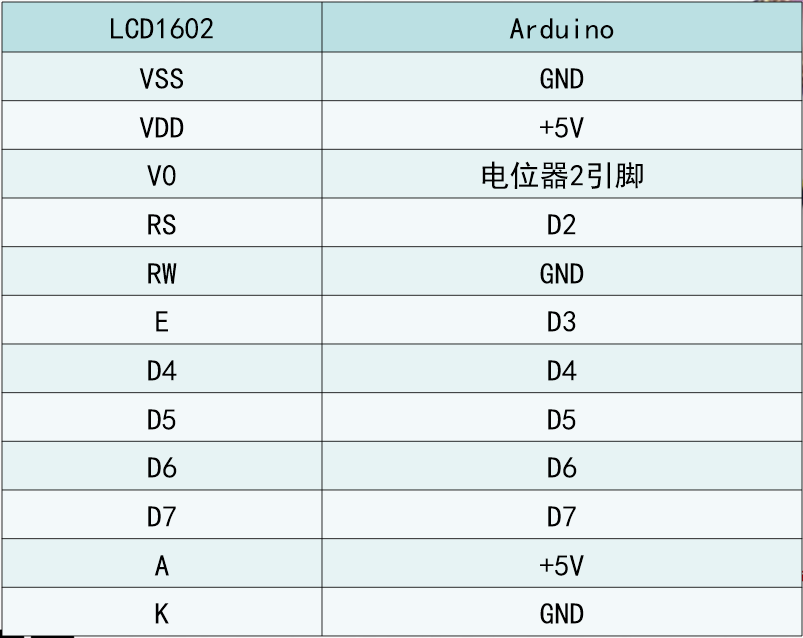 LCD1602 Arduino
VSS GND
VDD +5V
V0 电位器2引脚
RS D2
RW GND
E D3
D4 D4
D5 D5
D6 D6
D7 D7
A +5V
K GND